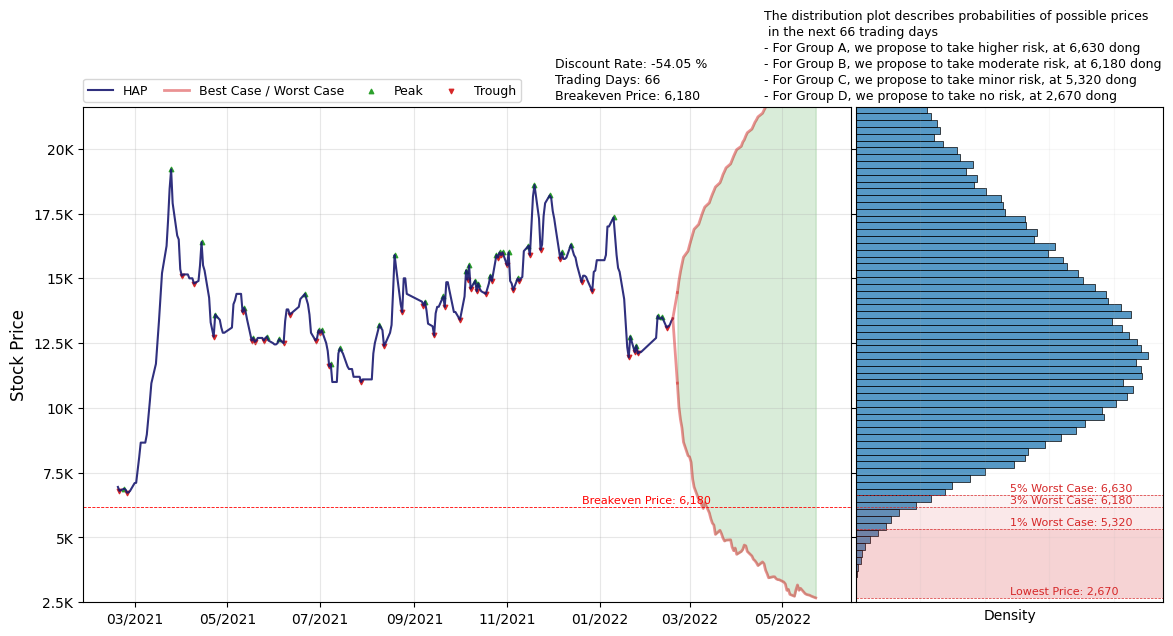 The distribution plot describes probabilities of possible prices
in the next 66 trading days
- For Group A, we propose to take higher risk, at 6,630 dong
- For Group B, we propose to take moderate risk, at 6,180 dong
- For Group C, we propose to take minor risk, at 5,320 dong
- For Group D, we propose to take no risk, at 2,670 dong
Discount Rate: -54.05 %
Trading Days: 66
Breakeven Price: 6,180
HAP Best Case / Worst Case Peak Trough
Stock Price
20K
17.5K
15K
12.5K
10K
7.5K
5K
2.5K
Breakeven Price: 6,180
5% Worst Case: 6,630
3% Worst Case: 6,180
1% Worst Case: 5,320
Lowest Price: 2,670
03/2021 05/2021 07/2021 09/2021 11/2021 01/2022 03/2022 05/2022
Density